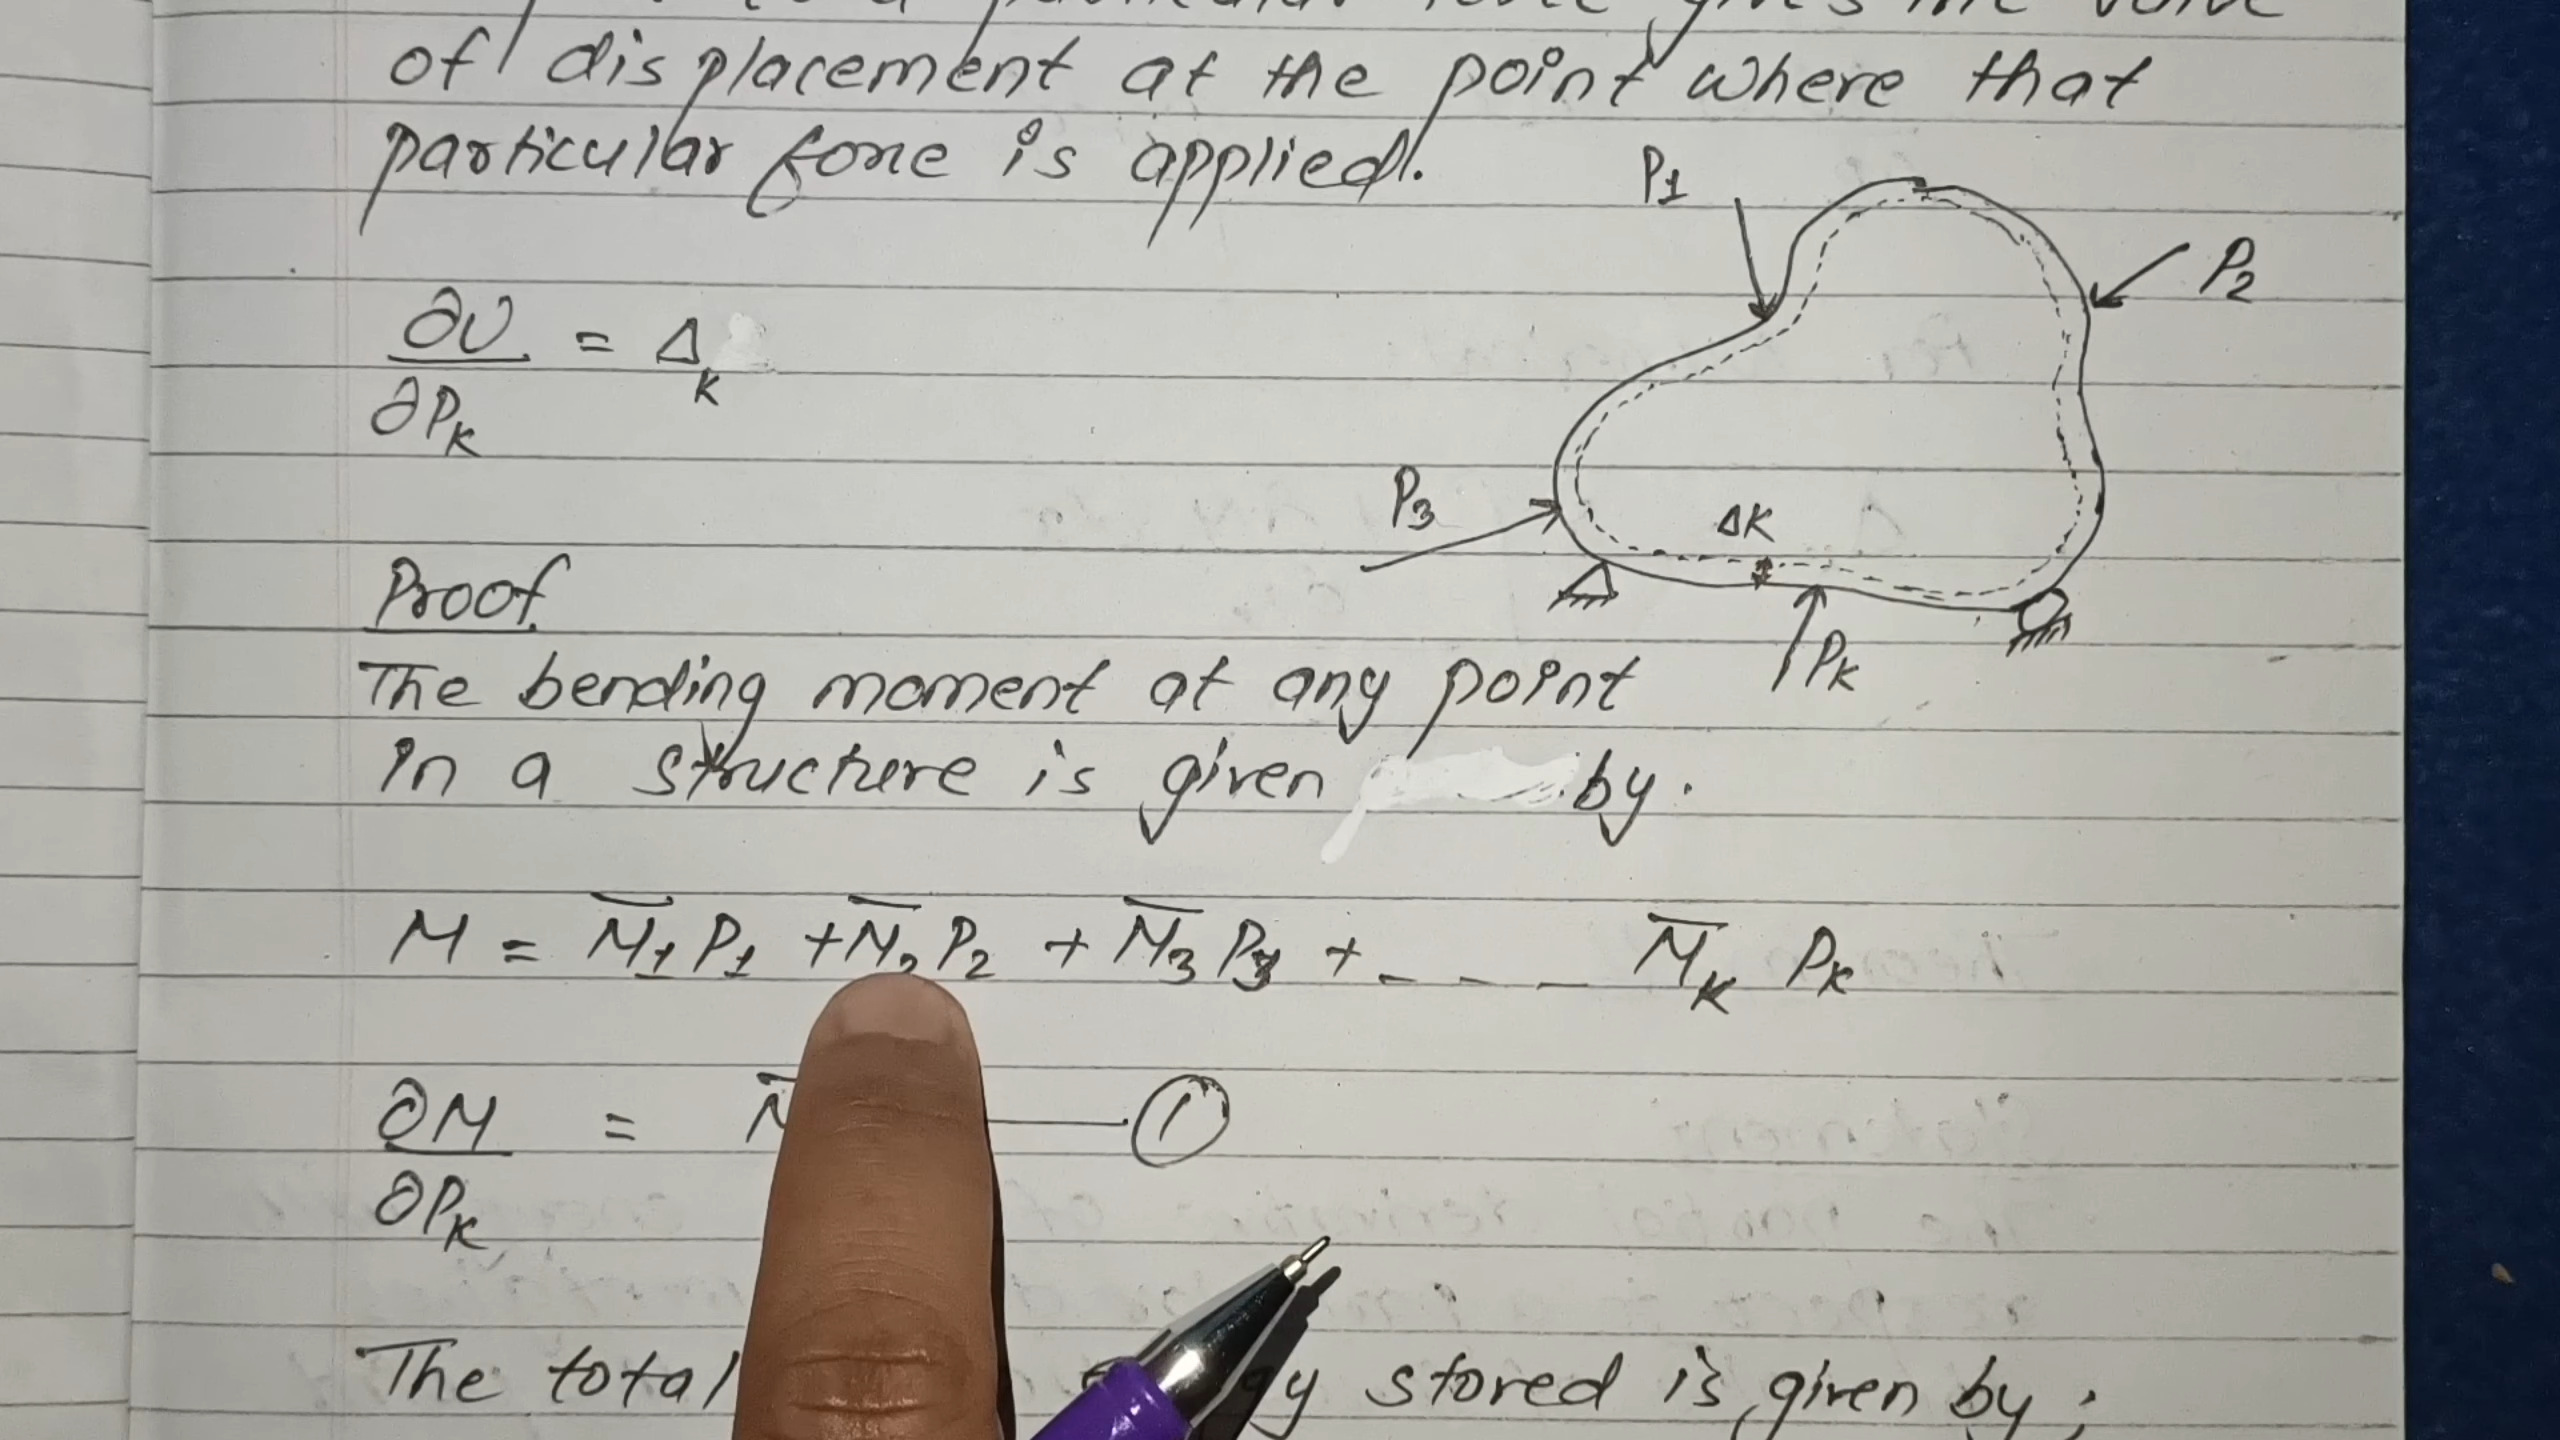 of displacement at the point where that
particular force is applied.
P1
P2
∂U = ΔK
∂PK
P3
ΔK
Proof
PK
The bending moment at any point
in a structure is given by.
M = M̅1 P1 + M̅2 P2 + M̅3 P3 + - - - - M̅K PK
∂M = ①
∂PK
The total stored is given by;